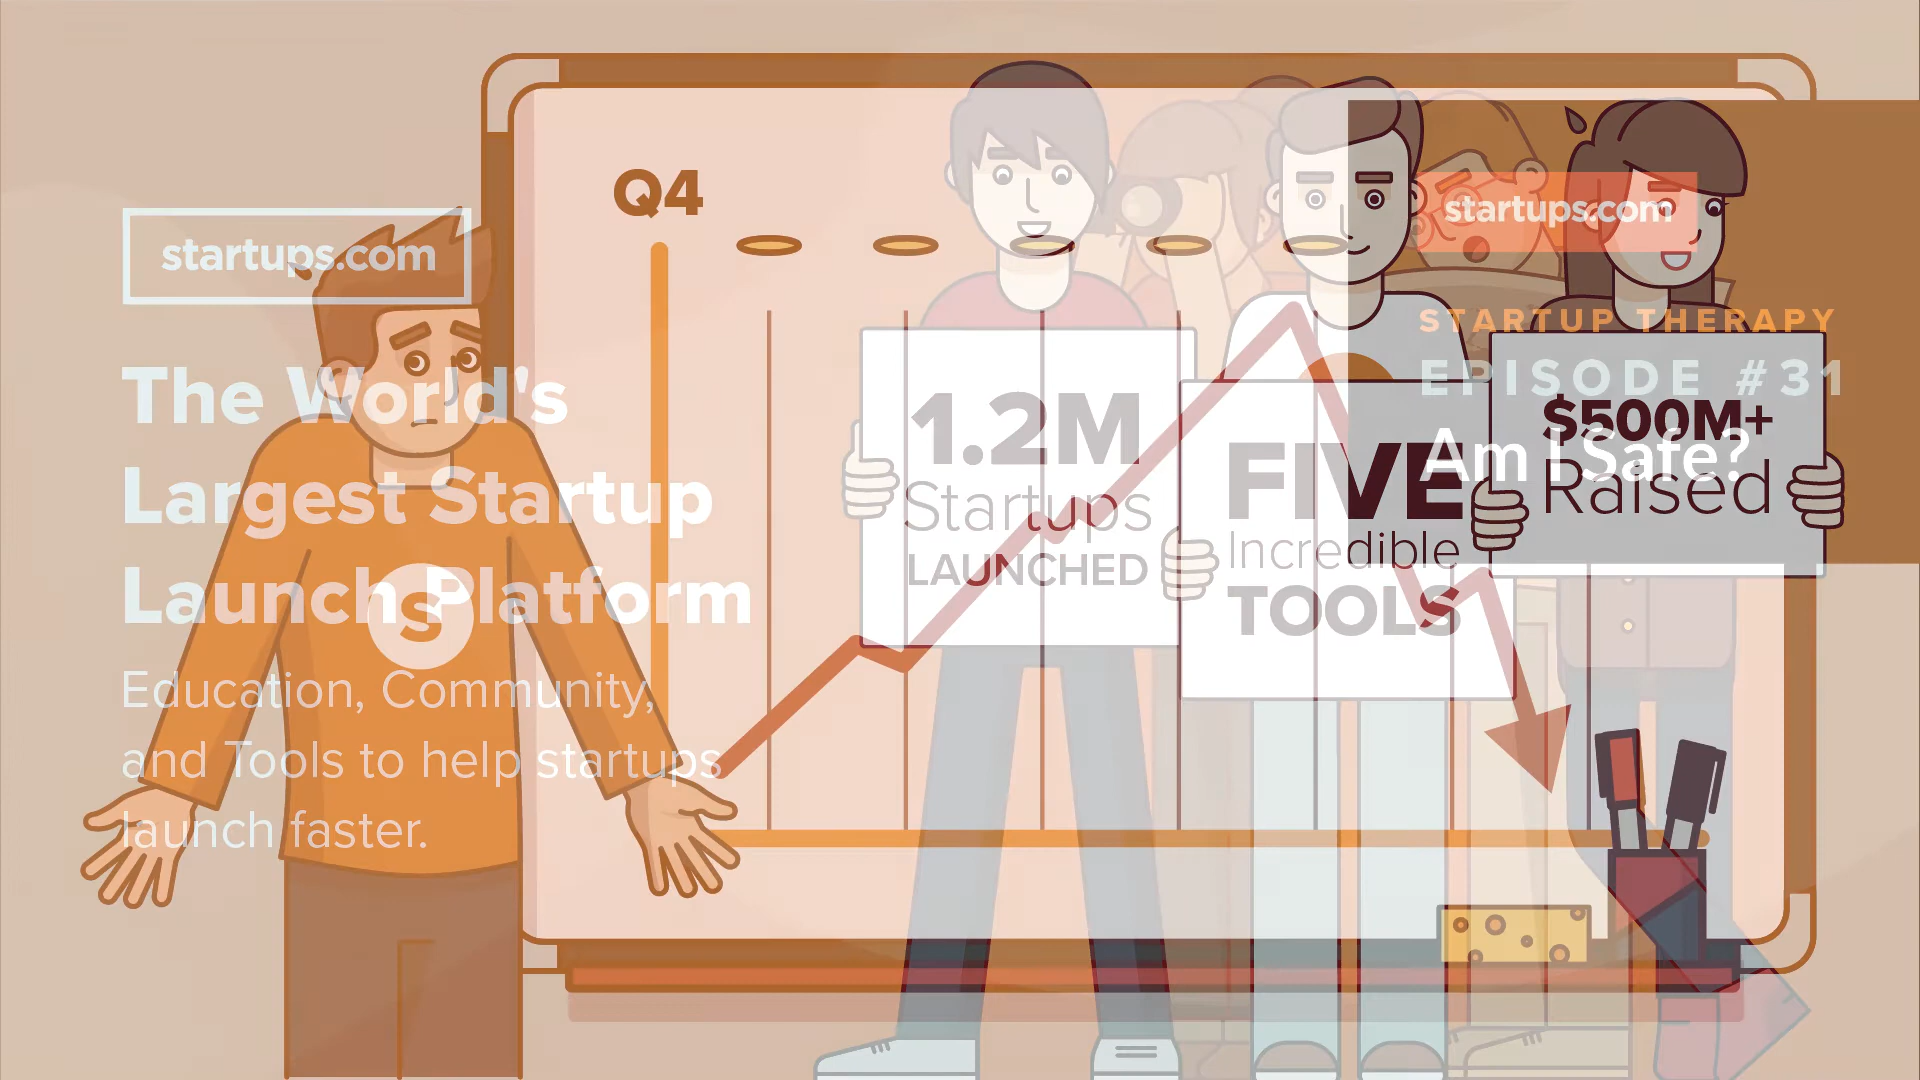 Q4
startups.com
The World's
Largest Startup
Launch Platform
Education, Community,
and Tools to help startups
launch faster.
S
1.2M
Startups
LAUNCHED
FIVE
Incredible
TOOLS
$500M+
Raised
startups.com
STARTUP THERAPY
EPISODE #31
Am I Safe?